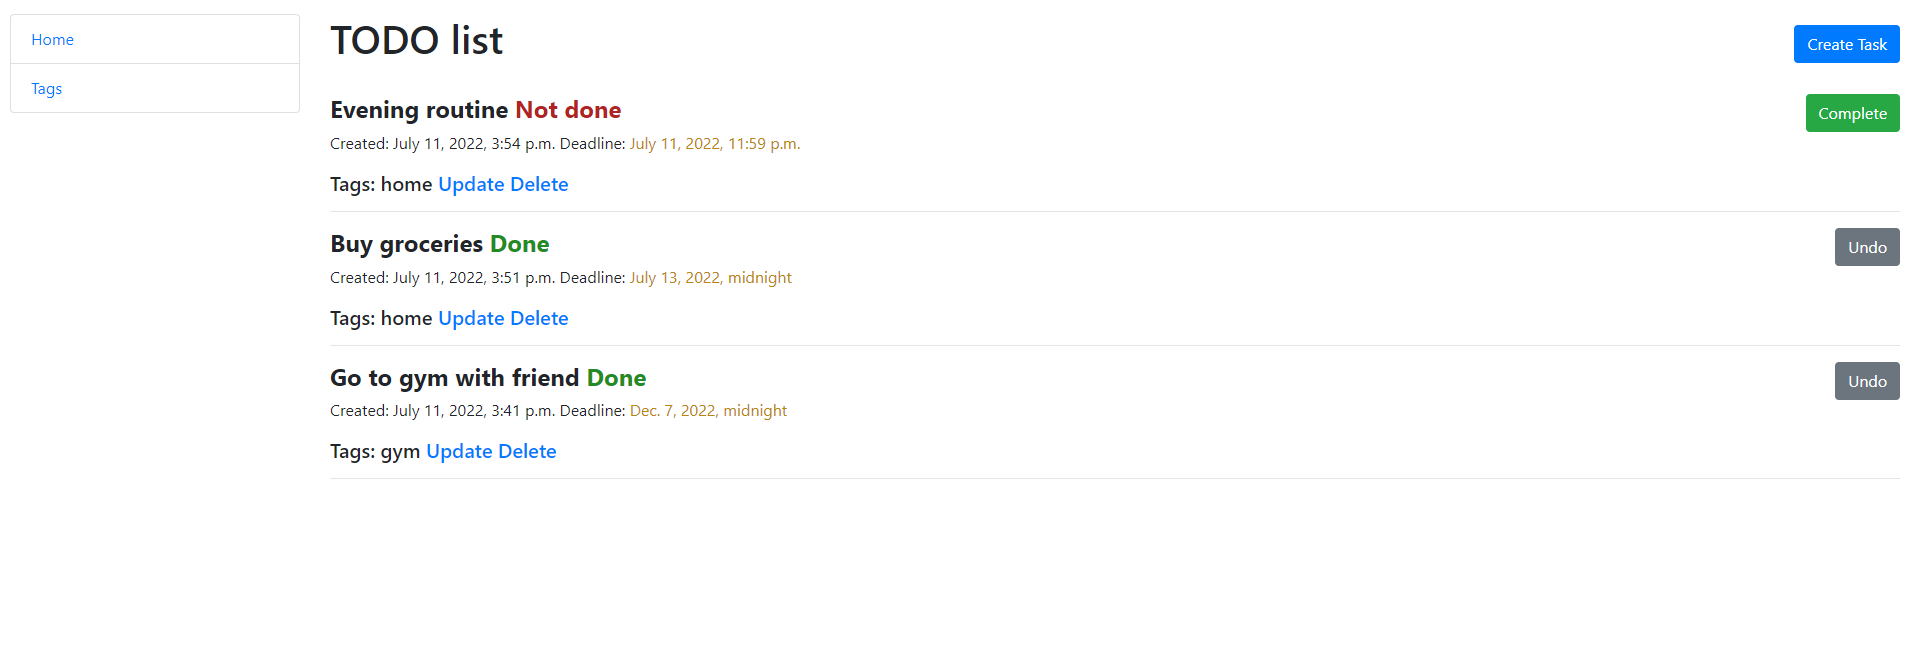 Home
Tags
TODO list
Create Task
Evening routine Not done
Complete
Created: July 11, 2022, 3:54 p.m. Deadline: July 11, 2022, 11:59 p.m.
Tags: home Update Delete
Buy groceries Done
Undo
Created: July 11, 2022, 3:51 p.m. Deadline: July 13, 2022, midnight
Tags: home Update Delete
Go to gym with friend Done
Undo
Created: July 11, 2022, 3:41 p.m. Deadline: Dec. 7, 2022, midnight
Tags: gym Update Delete